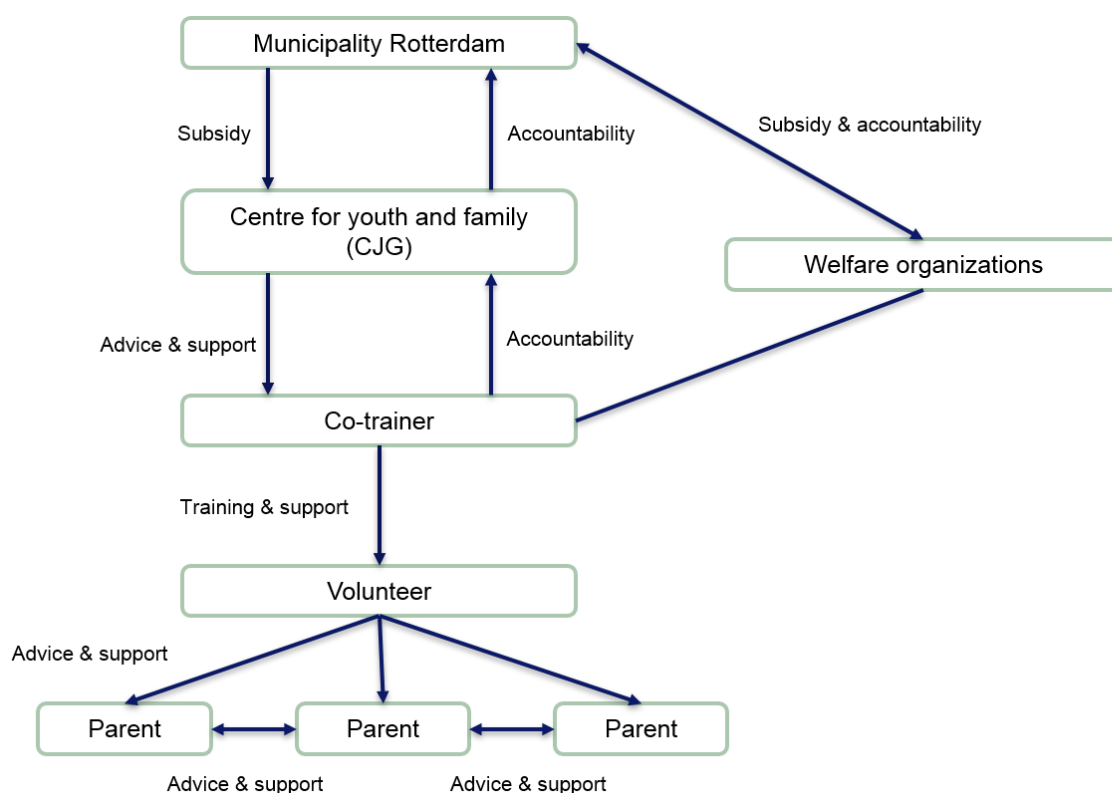 Municipality Rotterdam
Subsidy
Accountability
Subsidy & accountability
Centre for youth and family
(CJG)
Welfare organizations
Advice & support
Accountability
Co-trainer
Training & support
Volunteer
Advice & support
Parent
Parent
Parent
Advice & support
Advice & support